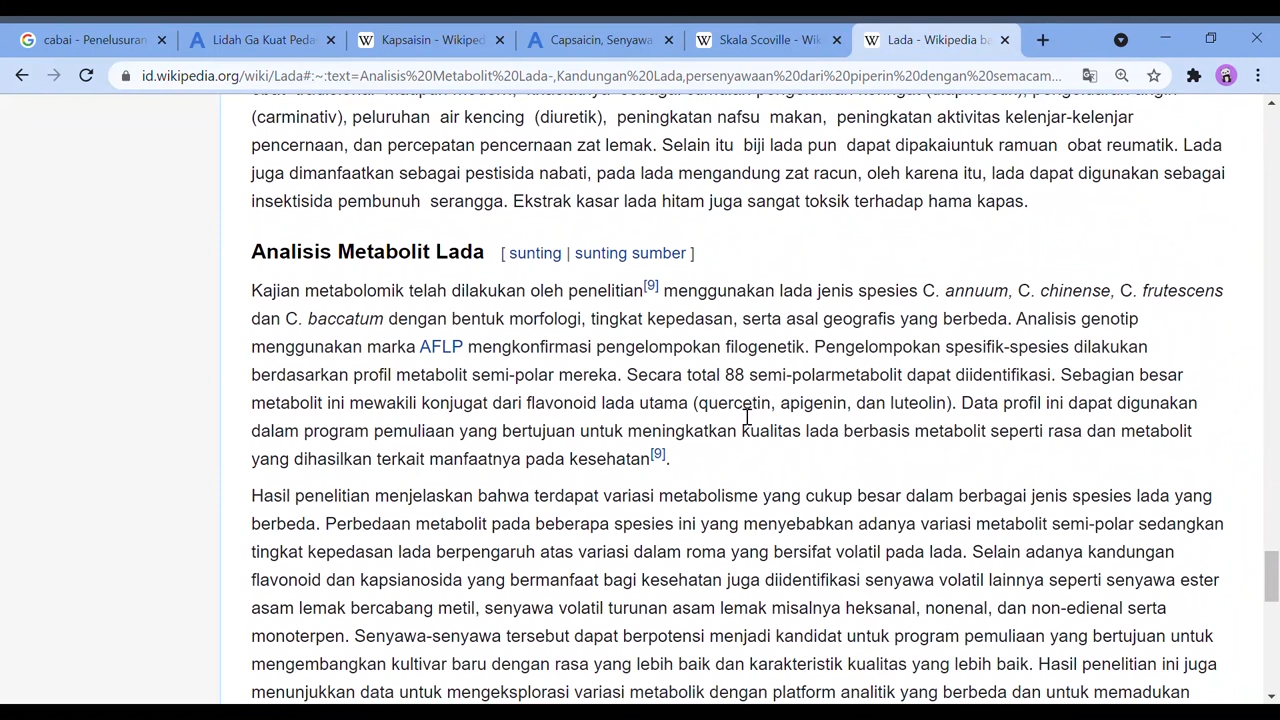 cabai - Penelusuran
Lidah Ga Kuat Peda
Kapsaisin - Wikiped
Capsaicin, Senyawa
Skala Scoville - Wik
Lada - Wikipedia ba
id.wikipedia.org/wiki/Lada#:~:text=Analisis%20Metabolit%20Lada-,Kandungan%20Lada,persenyawaan%20dari%20piperin%20dengan%20semacam...
(carminativ), peluruhan air kencing (diuretik), peningkatan nafsu makan, peningkatan aktivitas kelenjar-kelenjar
pencernaan, dan percepatan pencernaan zat lemak. Selain itu biji lada pun dapat dipakaiuntuk ramuan obat reumatik. Lada
juga dimanfaatkan sebagai pestisida nabati, pada lada mengandung zat racun, oleh karena itu, lada dapat digunakan sebagai
insektisida pembunuh serangga. Ekstrak kasar lada hitam juga sangat toksik terhadap hama kapas.
Analisis Metabolit Lada [ sunting | sunting sumber ]
Kajian metabolomik telah dilakukan oleh penelitian[9] menggunakan lada jenis spesies C. annuum, C. chinense, C. frutescens
dan C. baccatum dengan bentuk morfologi, tingkat kepedasan, serta asal geografis yang berbeda. Analisis genotip
menggunakan marka AFLP mengkonfirmasi pengelompokan filogenetik. Pengelompokan spesifik-spesies dilakukan
berdasarkan profil metabolit semi-polar mereka. Secara total 88 semi-polarmetabolit dapat diidentifikasi. Sebagian besar
metabolit ini mewakili konjugat dari flavonoid lada utama (quercetin, apigenin, dan luteolin). Data profil ini dapat digunakan
dalam program pemuliaan yang bertujuan untuk meningkatkan kualitas lada berbasis metabolit seperti rasa dan metabolit
yang dihasilkan terkait manfaatnya pada kesehatan[9].
Hasil penelitian menjelaskan bahwa terdapat variasi metabolisme yang cukup besar dalam berbagai jenis spesies lada yang
berbeda. Perbedaan metabolit pada beberapa spesies ini yang menyebabkan adanya variasi metabolit semi-polar sedangkan
tingkat kepedasan lada berpengaruh atas variasi dalam roma yang bersifat volatil pada lada. Selain adanya kandungan
flavonoid dan kapsianosida yang bermanfaat bagi kesehatan juga diidentifikasi senyawa volatil lainnya seperti senyawa ester
asam lemak bercabang metil, senyawa volatil turunan asam lemak misalnya heksanal, nonenal, dan non-edienal serta
monoterpen. Senyawa-senyawa tersebut dapat berpotensi menjadi kandidat untuk program pemuliaan yang bertujuan untuk
mengembangkan kultivar baru dengan rasa yang lebih baik dan karakteristik kualitas yang lebih baik. Hasil penelitian ini juga
menunjukkan data untuk mengeksplorasi variasi metabolik dengan platform analitik yang berbeda dan untuk memadukan